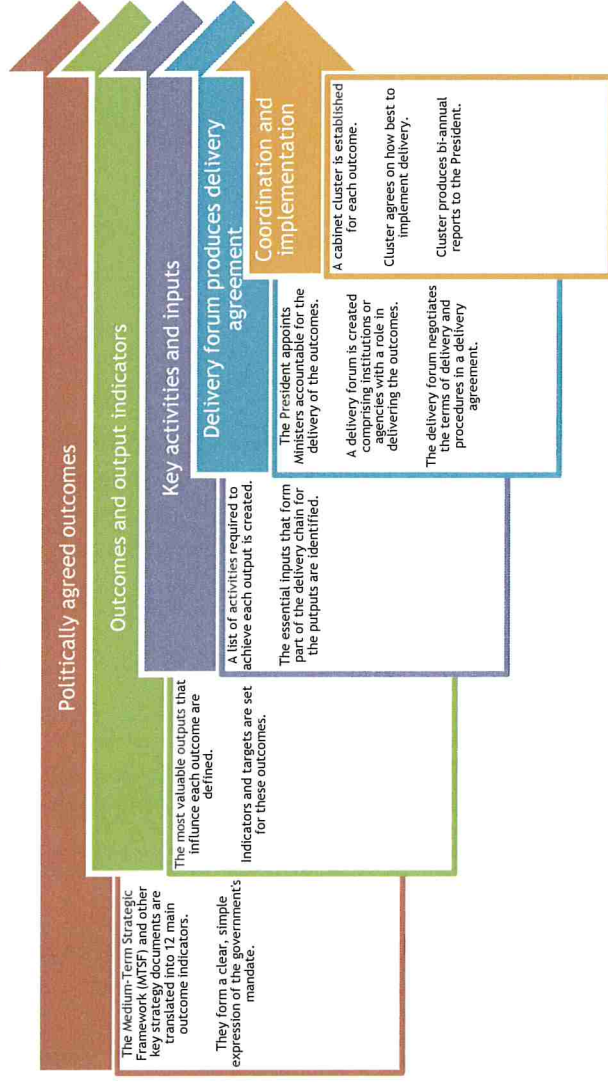 Politically agreed outcomes
The Medium-Term Strategic
Framework (MTSF) and other
key strategy documents are
translated into 12 main
outcome indicators.
They form a clear, simple
expression of the government's
mandate.
Outcomes and output indicators
The most valuable outputs that
influnce each outcome are
defined.
Indicators and targets are set
for these outcomes.
Key activities and inputs
A list of activities required to
achieve each output is created.
The essential inputs that form
part of the delivery chain for
the putputs are identified.
Delivery forum produces delivery
agreement
The President appoints
Ministers accountable for the
delivery of the outcomes.
A delivery forum is created
comprising institutions or
agencies with a role in
delivering the outcomes.
The delivery forum negotiates
the terms of delivery and
procedures in a delivery
agreement.
Coordination and
implementation
A cabinet cluster is established
for each outcome.
Cluster agrees on how best to
implement delivery.
Cluster produces bi-annual
reports to the President.